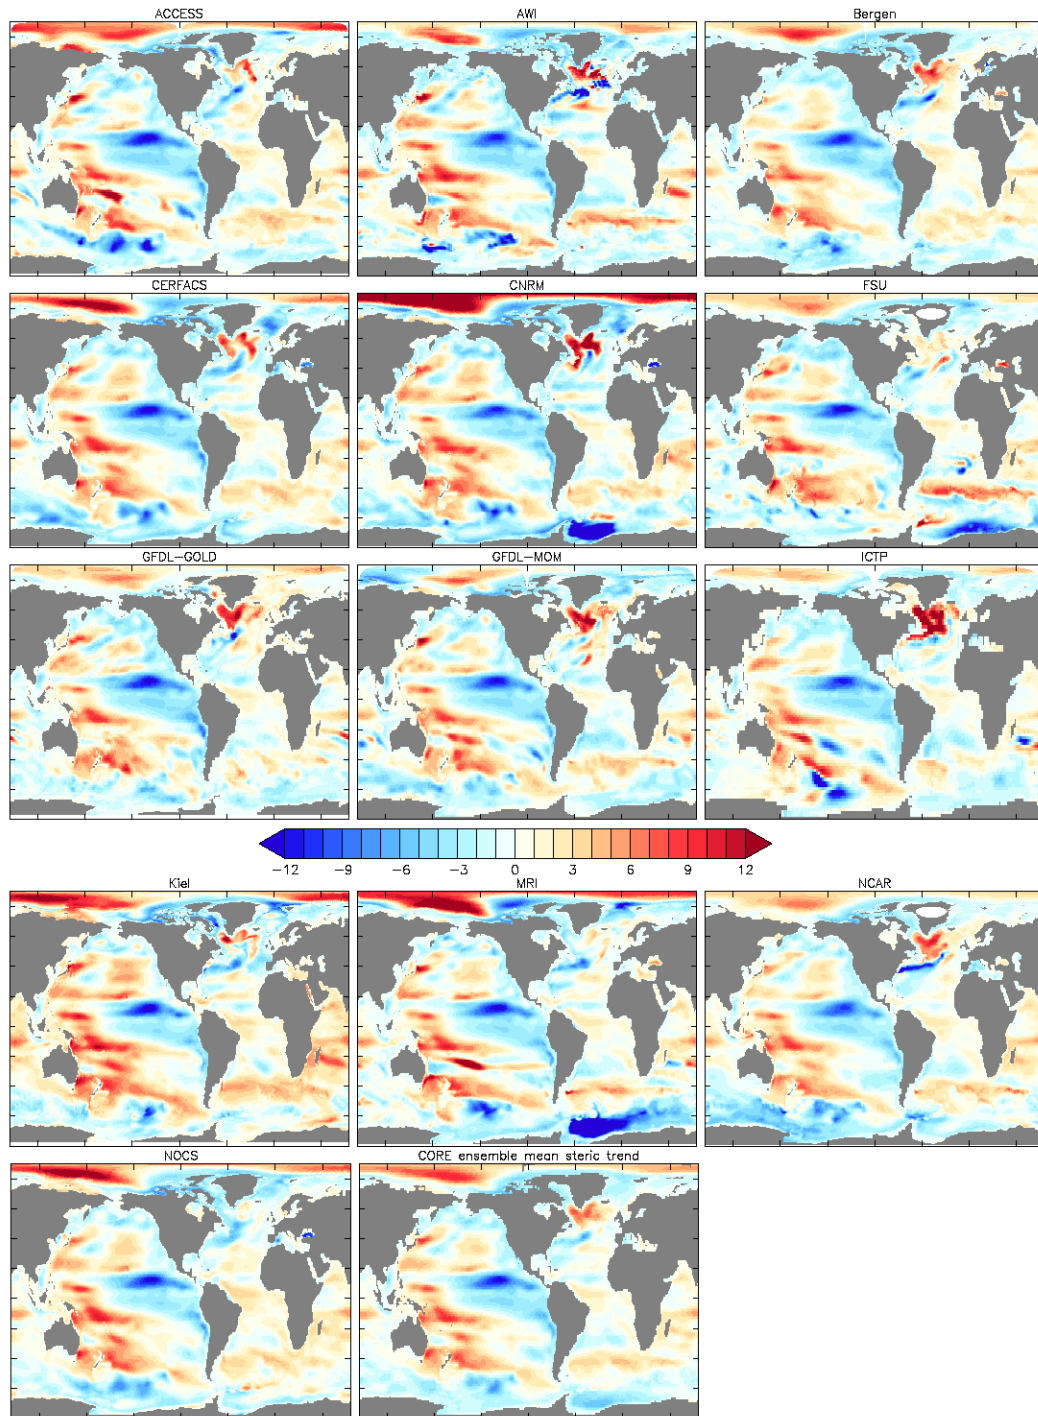 ACCESS AWI Bergen
CERFACS CNRM FSU
GFDL-GOLD GFDL-MOM ICTP
-12 -9 -6 -3 0 3 6 9 12
Kiel MRI NCAR
NOCS CORE ensemble mean steric trend